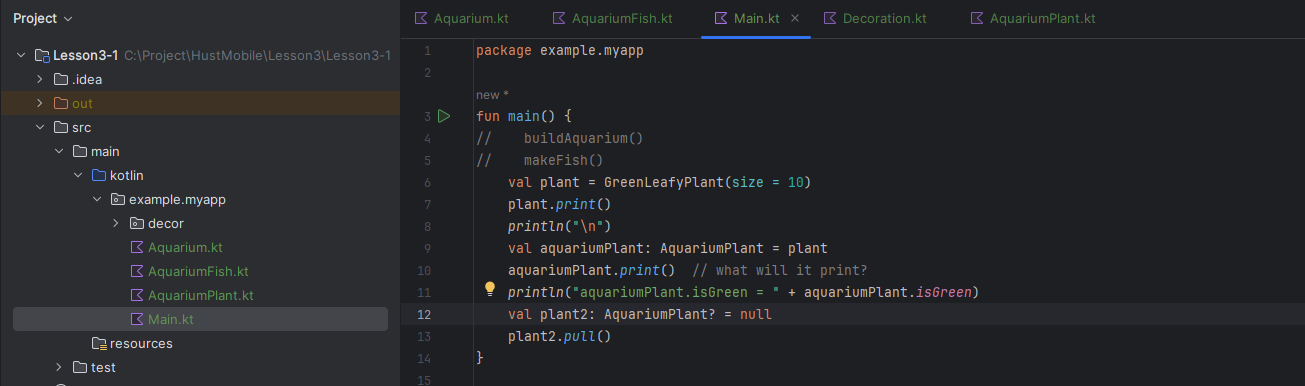 Project
Lesson3-1 C:\Project\HustMobile\Lesson3\Lesson3-1
.idea
out
src
main
kotlin
example.myapp
decor
Aquarium.kt
AquariumFish.kt
AquariumPlant.kt
Main.kt
resources
test
Aquarium.kt AquariumFish.kt Main.kt Decoration.kt AquariumPlant.kt
1 package example.myapp
2
new *
3 fun main() {
4 //    buildAquarium()
5 //    makeFish()
6     val plant = GreenLeafyPlant(size = 10)
7     plant.print()
8     println("\n")
9     val aquariumPlant: AquariumPlant = plant
10     aquariumPlant.print()  // what will it print?
11     println("aquariumPlant.isGreen = " + aquariumPlant.isGreen)
12     val plant2: AquariumPlant? = null
13     plant2.pull()
14 }
15